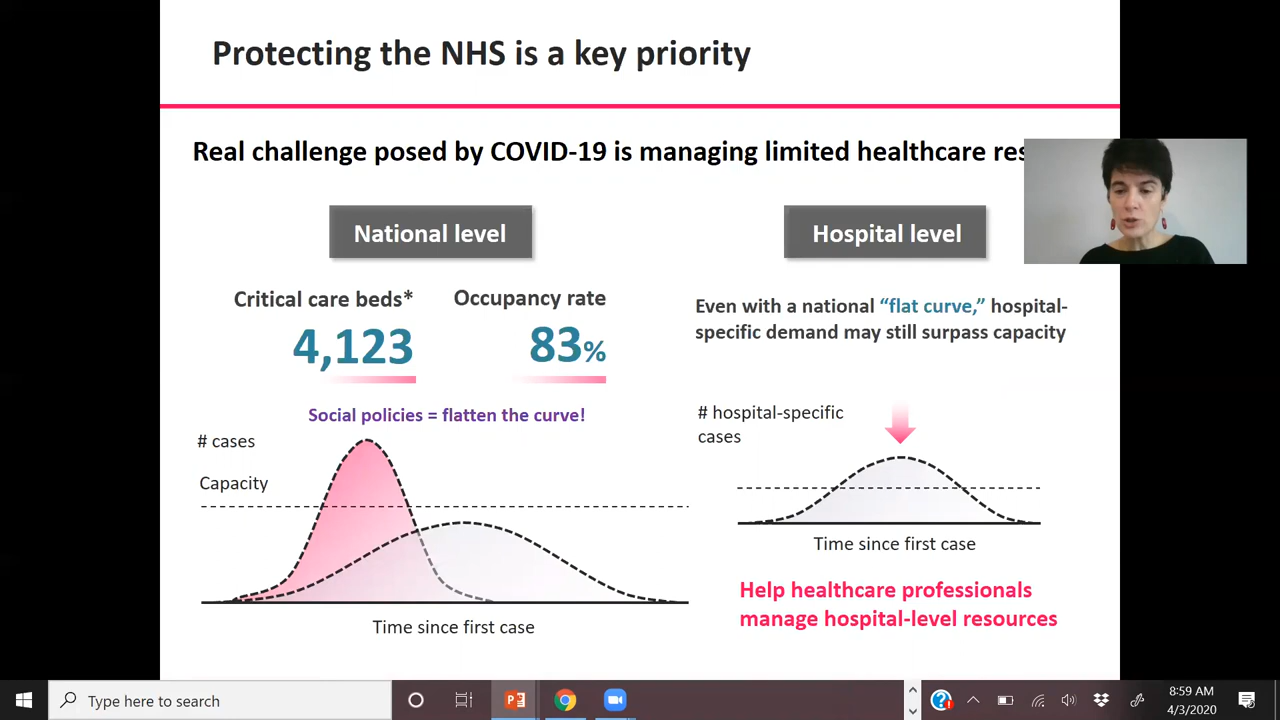 Protecting the NHS is a key priority
Real challenge posed by COVID-19 is managing limited healthcare
National level
Critical care beds*
4,123
Occupancy rate
83%
Social policies = flatten the curve!
# cases
Capacity
Time since first case
Hospital level
Even with a national “flat curve,” hospital-
specific demand may still surpass capacity
# hospital-specific
cases
Time since first case
Help healthcare professionals
manage hospital-level resources
Type here to search
8:59 AM
4/3/2020